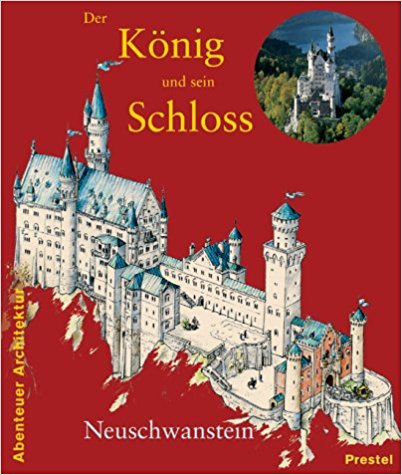 Der
König
und sein
Schloss
Abenteuer Architektur
Neuschwanstein
Prestel